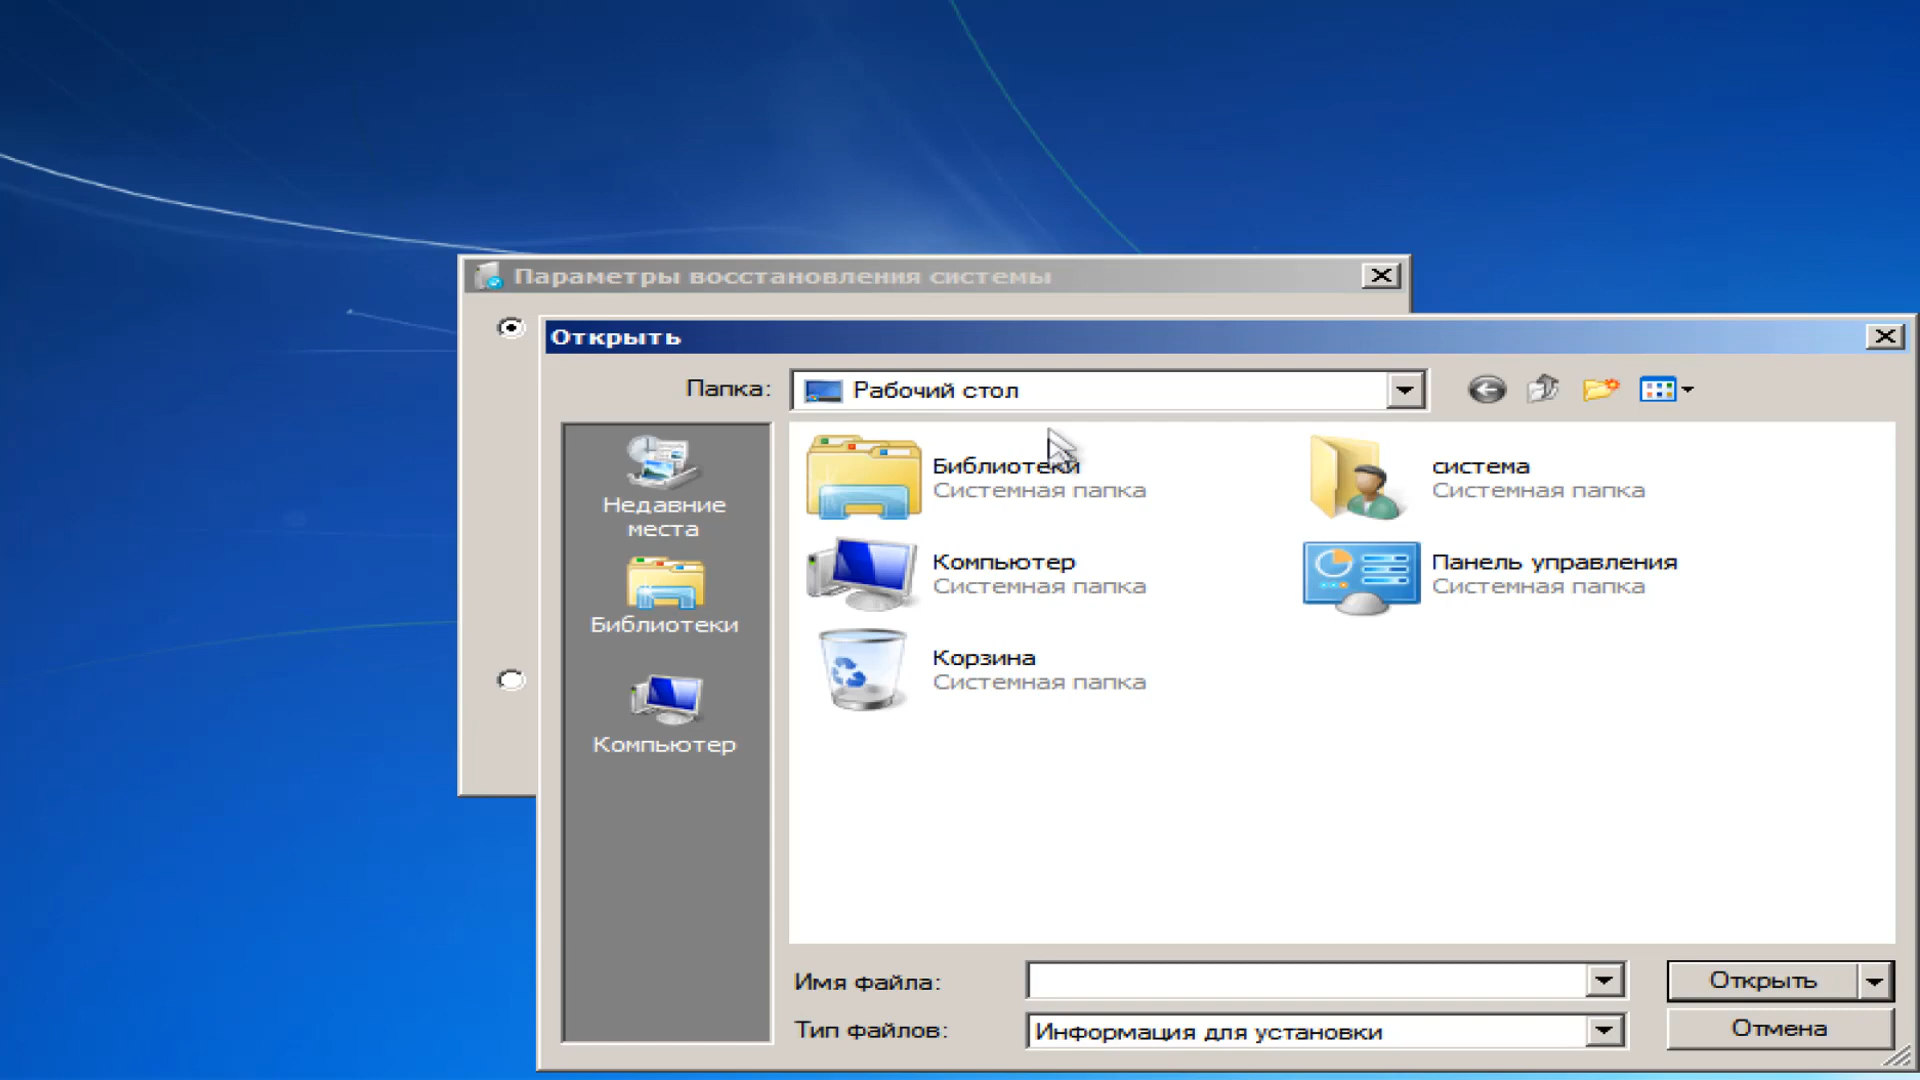 Параметры восстановления системы
Открыть
Папка:
Рабочий стол
Недавние
места
Библиотеки
Компьютер
Библиотеки
Системная папка
система
Системная папка
Компьютер
Системная папка
Панель управления
Системная папка
Корзина
Системная папка
Имя файла:
Открыть
Тип файлов:
Информация для установки
Отмена